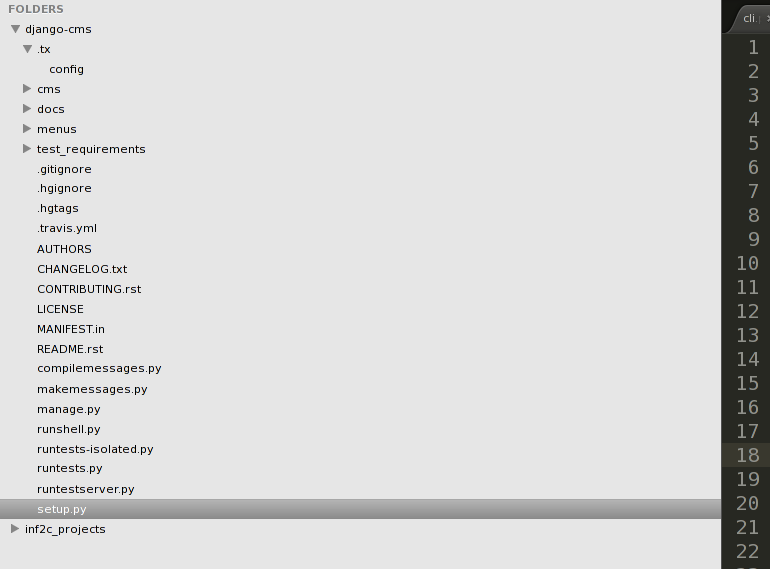 FOLDERS
django-cms
.tx
config
cms
docs
menus
test_requirements
.gitignore
.hgignore
.hgtags
.travis.yml
AUTHORS
CHANGELOG.txt
CONTRIBUTING.rst
LICENSE
MANIFEST.in
README.rst
compilemessages.py
makemessages.py
manage.py
runshell.py
runtests-isolated.py
runtests.py
runtestserver.py
setup.py
inf2c_projects
cli.
1
2
3
4
5
6
7
8
9
10
11
12
13
14
15
16
17
18
19
20
21
22